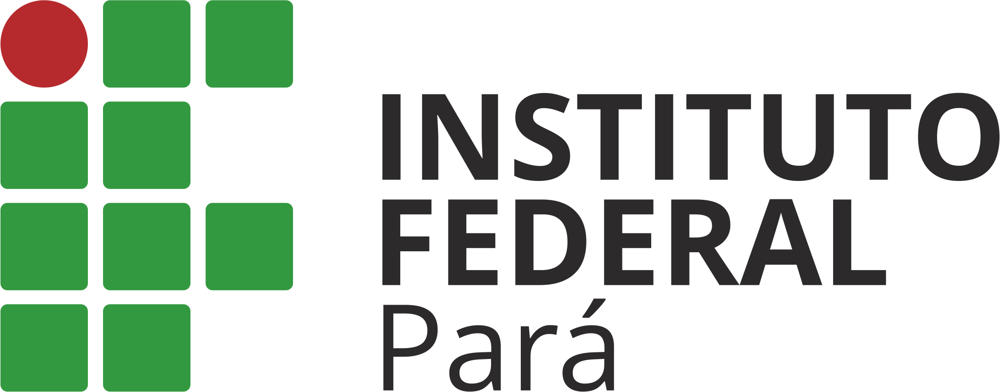 INSTITUTO
FEDERAL
Pará